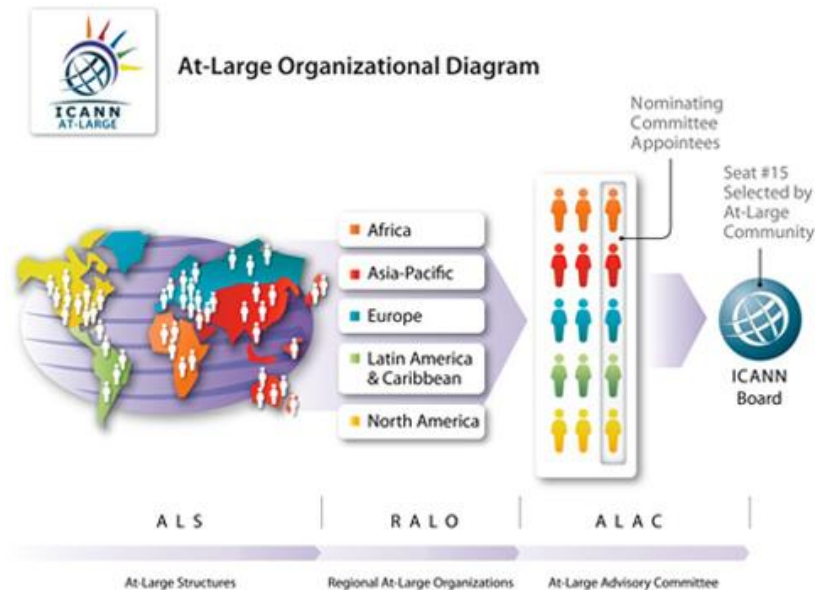 ICANN
AT-LARGE
At-Large Organizational Diagram
Nominating
Committee
Appointees
Seat #15
Selected by
At-Large
Community
Africa
Asia-Pacific
Europe
Latin America
& Caribbean
North America
ICANN
Board
ALS
RALO
ALAC
At-Large Structures
Regional At-Large Organizations
At-Large Advisory Committee